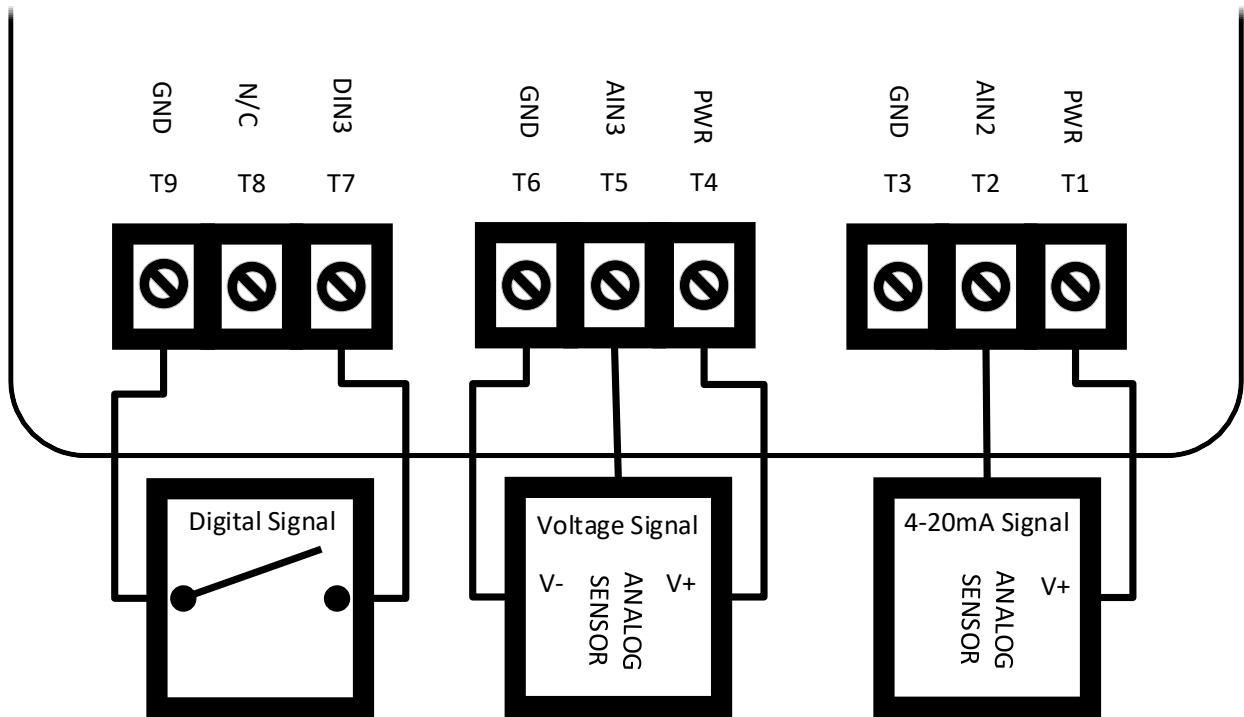 GND N/C DIN3 GND AIN3 PWR GND AIN2 PWR
T9 T8 T7 T6 T5 T4 T3 T2 T1
Digital Signal
Voltage Signal
V- ANALOG SENSOR V+
4-20mA Signal
ANALOG SENSOR V+